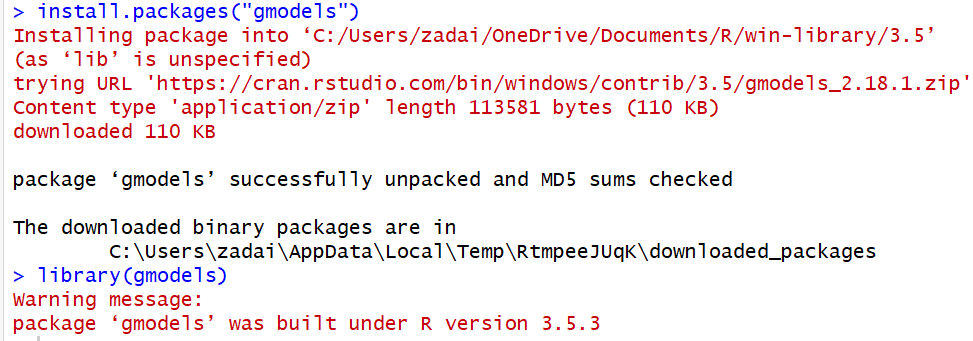 > install.packages("gmodels")
Installing package into ‘C:/Users/zadai/OneDrive/Documents/R/win-library/3.5’
(as ‘lib’ is unspecified)
trying URL 'https://cran.rstudio.com/bin/windows/contrib/3.5/gmodels_2.18.1.zip'
Content type 'application/zip' length 113581 bytes (110 KB)
downloaded 110 KB

package ‘gmodels’ successfully unpacked and MD5 sums checked

The downloaded binary packages are in
        C:\Users\zadai\AppData\Local\Temp\RtmpeeJUqK\downloaded_packages
> library(gmodels)
Warning message:
package ‘gmodels’ was built under R version 3.5.3